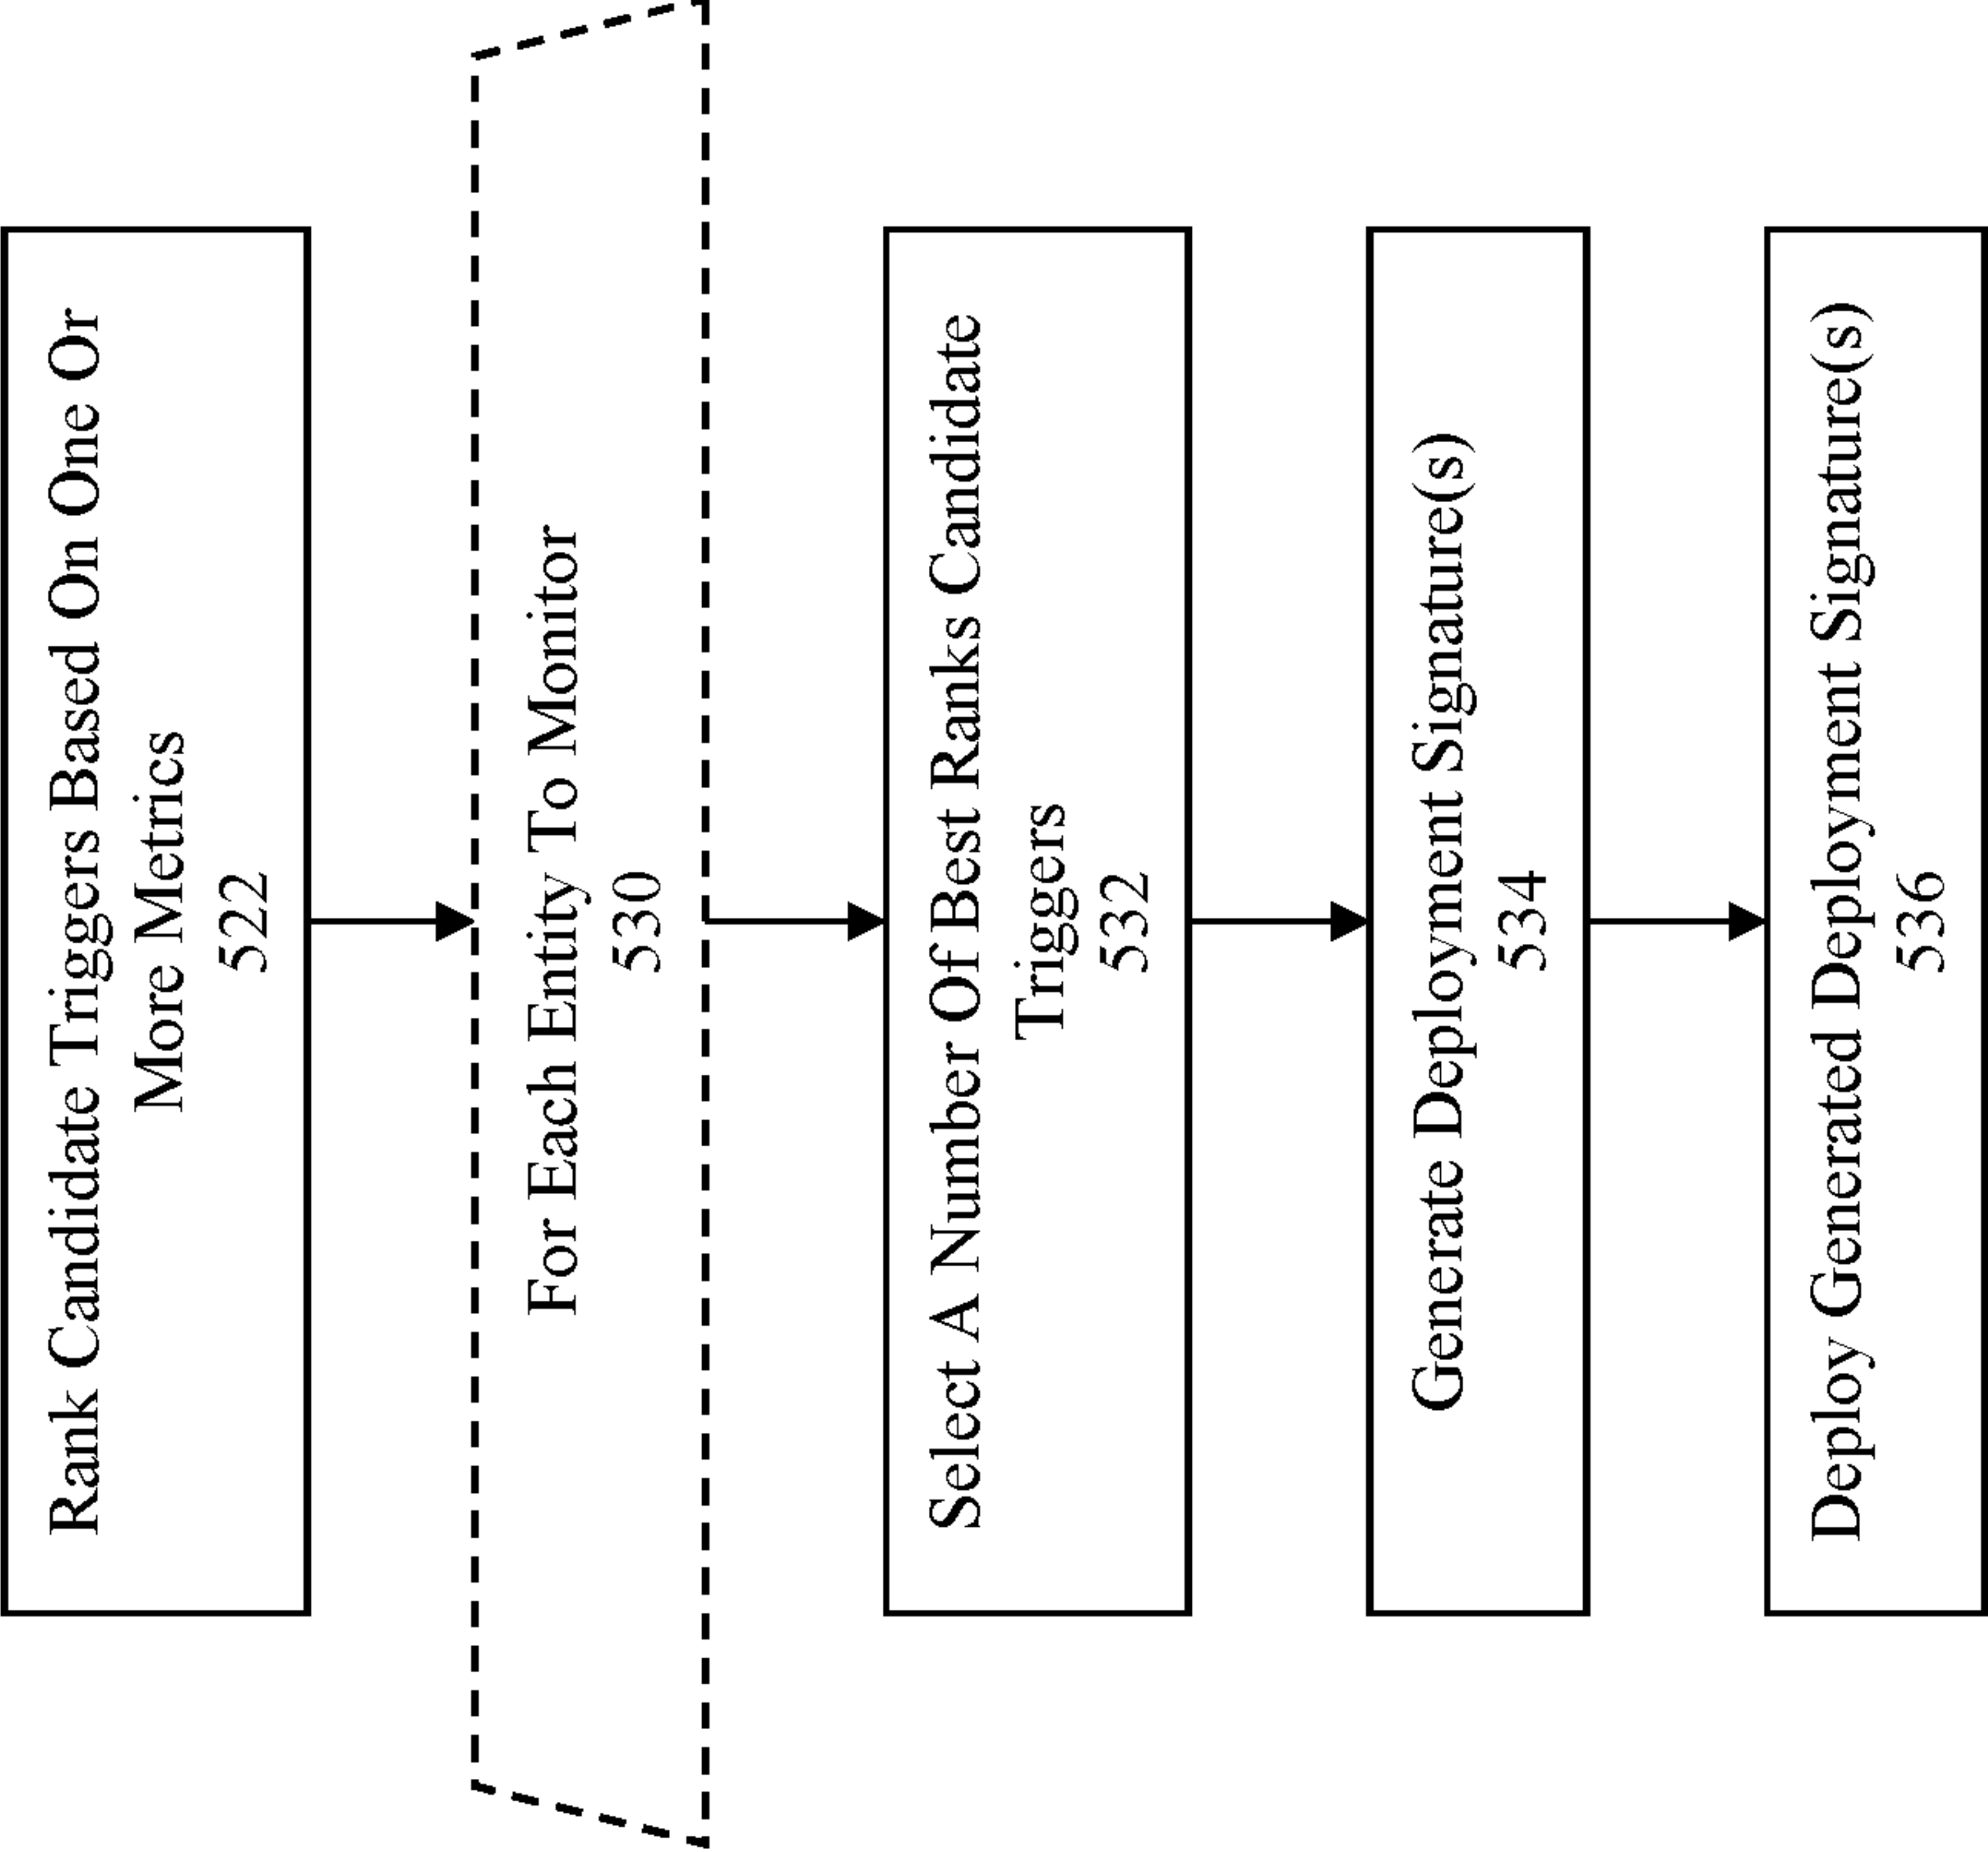 Rank Candidate Triggers Based On One Or
More Metrics
522
For Each Entity To Monitor
530
Select A Number Of Best Ranks Candidate
Triggers
532
Generate Deployment Signature(s)
534
Deploy Generated Deployment Signature(s)
536